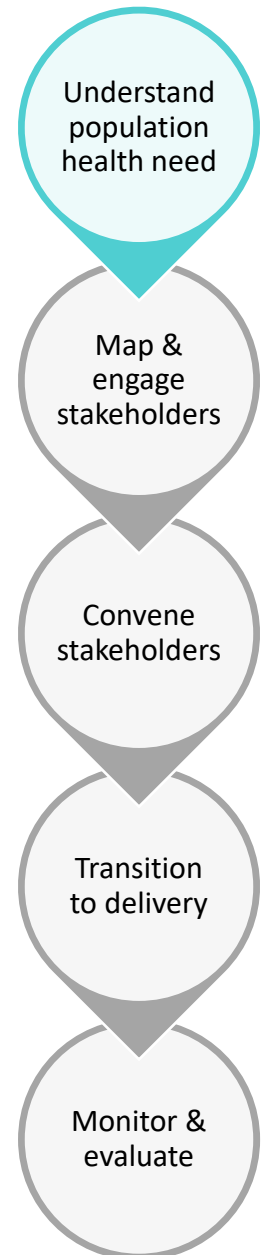 Understand
population
health need
Map &
engage
stakeholders
Convene
stakeholders
Transition
to delivery
Monitor &
evaluate